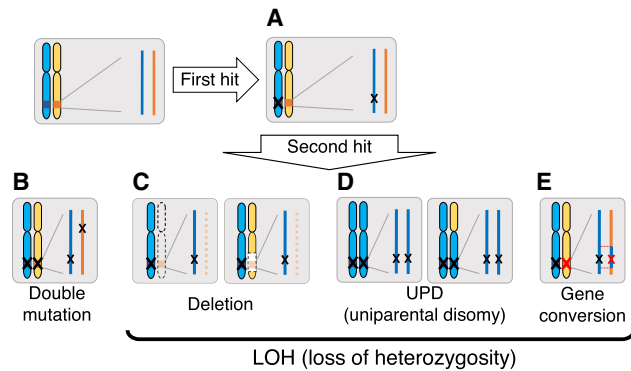 A
First hit
Second hit
B
C
D
E
Double
mutation
Deletion
UPD
(uniparental disomy)
Gene
conversion
LOH (loss of heterozygosity)